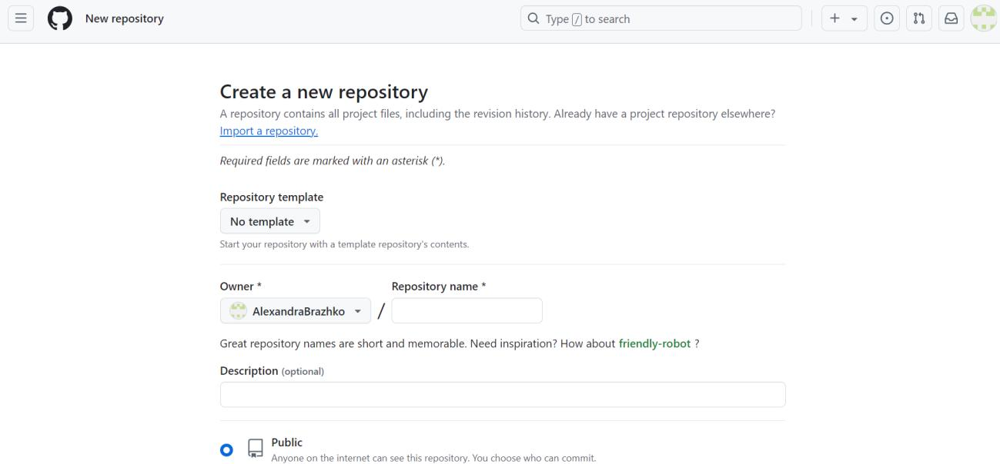 New repository
Type / to search
Create a new repository
A repository contains all project files, including the revision history. Already have a project repository elsewhere?
Import a repository.
Required fields are marked with an asterisk (*).
Repository template
No template
Start your repository with a template repository's contents.
Owner * Repository name *
AlexandraBrazhko /
Great repository names are short and memorable. Need inspiration? How about friendly-robot ?
Description (optional)
Public
Anyone on the internet can see this repository. You choose who can commit.